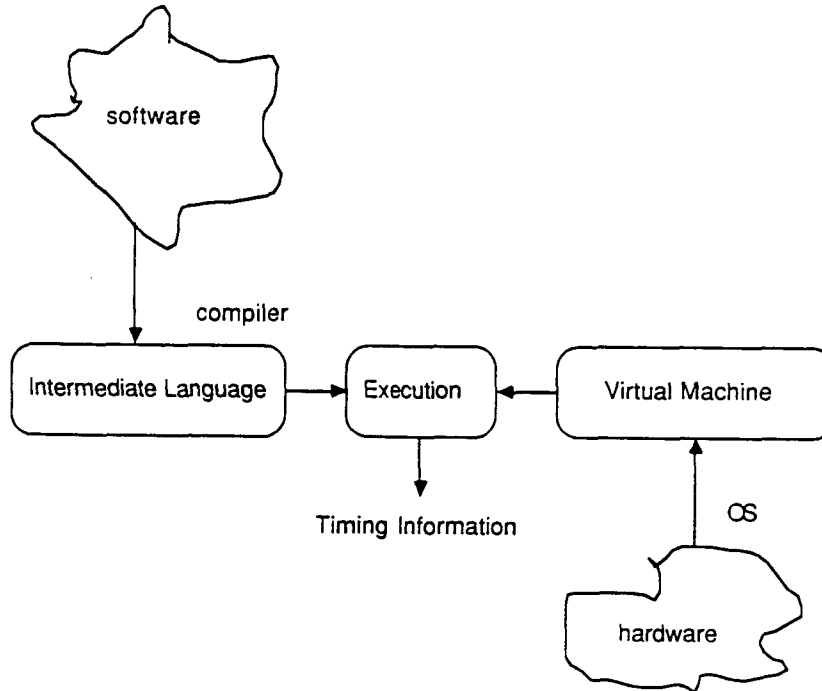 software
compiler
Intermediate Language
Execution
Virtual Machine
Timing Information
OS
hardware